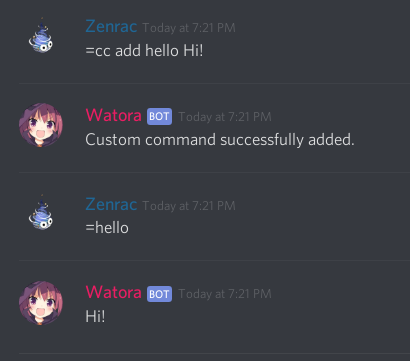 Zenrac Today at 7:21 PM
=cc add hello Hi!
Watora BOT Today at 7:21 PM
Custom command successfully added.
Zenrac Today at 7:21 PM
=hello
Watora BOT Today at 7:21 PM
Hi!